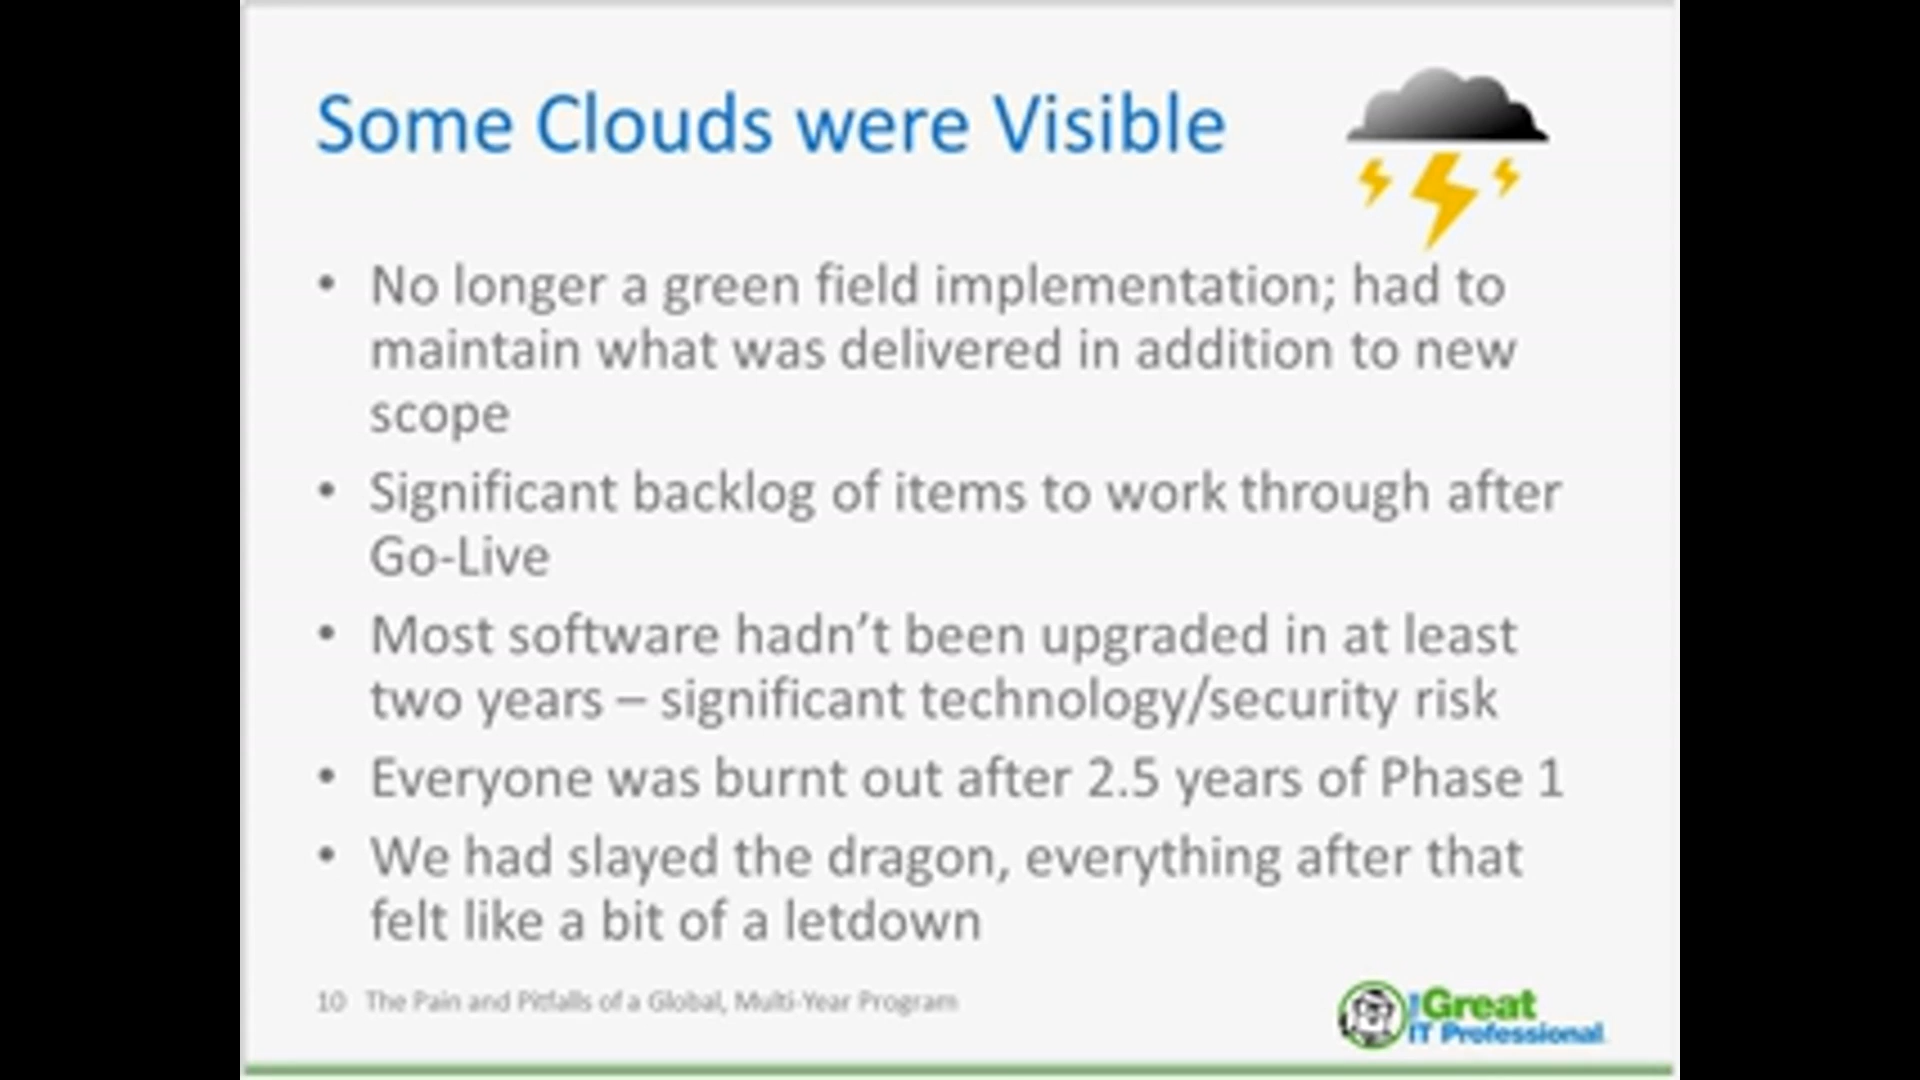 Some Clouds were Visible
• No longer a green field implementation; had to
maintain what was delivered in addition to new
scope
• Significant backlog of items to work through after
Go-Live
• Most software hadn’t been upgraded in at least
two years – significant technology/security risk
• Everyone was burnt out after 2.5 years of Phase 1
• We had slayed the dragon, everything after that
felt like a bit of a letdown
10 The Pain and Pitfalls of a Global, Multi-Year Program
Great
IT Professional